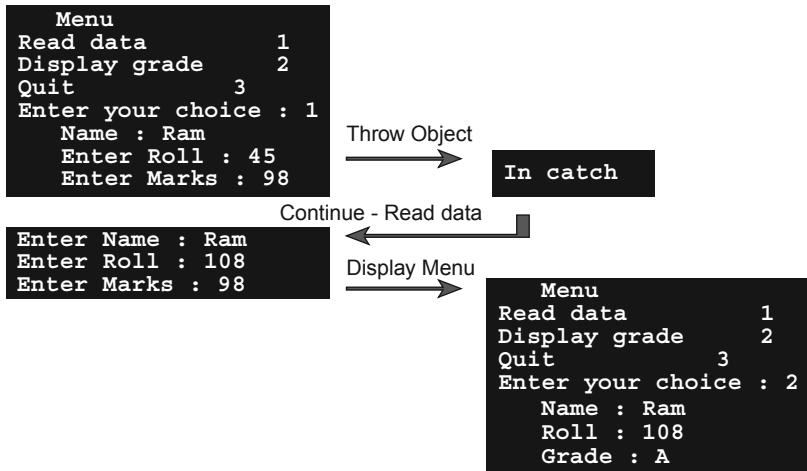 Menu
Read data 1
Display grade 2
Quit 3
Enter your choice : 1
Name : Ram
Enter Roll : 45
Enter Marks : 98
Throw Object
In catch
Continue - Read data
Enter Name : Ram
Enter Roll : 108
Enter Marks : 98
Display Menu
Menu
Read data 1
Display grade 2
Quit 3
Enter your choice : 2
Name : Ram
Roll : 108
Grade : A